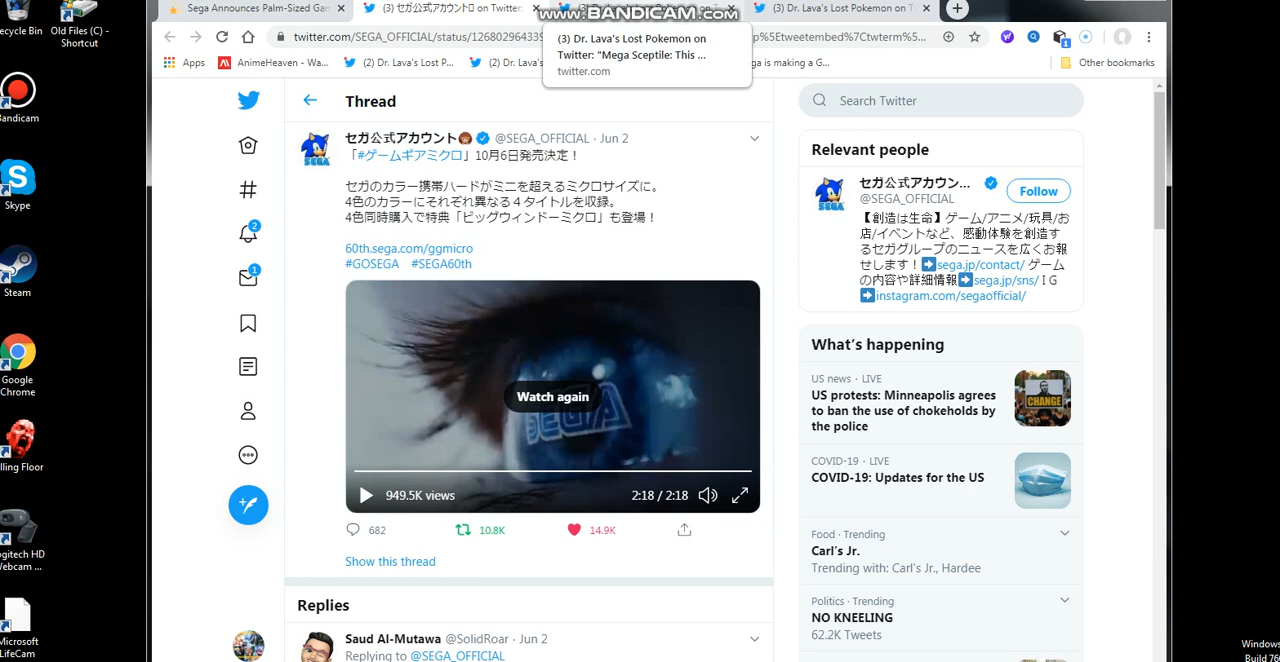 ecycle Bin
Old Files (C) -
Shortcut
andicam
Skype
Steam
Google
Chrome
lling Floor
ogitech HD
Webcam ...
Microsoft
LifeCam
Sega Announces Palm-Sized Gam
(3) セガ公式アカウント
on Twitter
(3) Dr. Lava's Lost Pokemon on T
www.BANDICAM.com
twitter.com/SEGA_OFFICIAL/status/12680296433
p%5Etweetembed%7Ctwterm%5...
Apps
AnimeHeaven - Wa...
(2) Dr. Lava's Lost P...
(2) Dr. Lava's
ega is making a G...
Other bookmarks
(3) Dr. Lava's Lost Pokemon on
Twitter: "Mega Sceptile: This ...
twitter.com
Thread
セガ公式アカウント @SEGA_OFFICIAL · Jun 2
「#ゲームギアミクロ」10月6日発売決定！
セガのカラー携帯ハードがミニを超えるミクロサイズに。
4色のカラーにそれぞれ異なる４タイトルを収録。
4色同時購入で特典「ビッグウィンドーミクロ」も登場！
60th.sega.com/ggmicro
#GOSEGA #SEGA60th
SEGA
Watch again
949.5K views
2:18 / 2:18
682
10.8K
14.9K
Show this thread
Replies
Saud Al-Mutawa @SolidRoar · Jun 2
Replying to @SEGA_OFFICIAL
2
1
Search Twitter
Relevant people
SEGA
セガ公式アカウン...
@SEGA_OFFICIAL
Follow
【創造は生命】ゲーム/アニメ/玩具/お
店/イベントなど、感動体験を創造す
るセガグループのニュースを広くお報
せします！➡sega.jp/contact/ ゲーム
の内容や詳細情報➡sega.jp/sns/ I G
➡instagram.com/segaofficial/
What's happening
US news · LIVE
US protests: Minneapolis agrees
to ban the use of chokeholds by
the police
CHANGE
COVID-19 · LIVE
COVID-19: Updates for the US
Food · Trending
Carl's Jr.
Trending with: Carl's Jr., Hardee
Politics · Trending
NO KNEELING
62.2K Tweets
Windows
Build 76